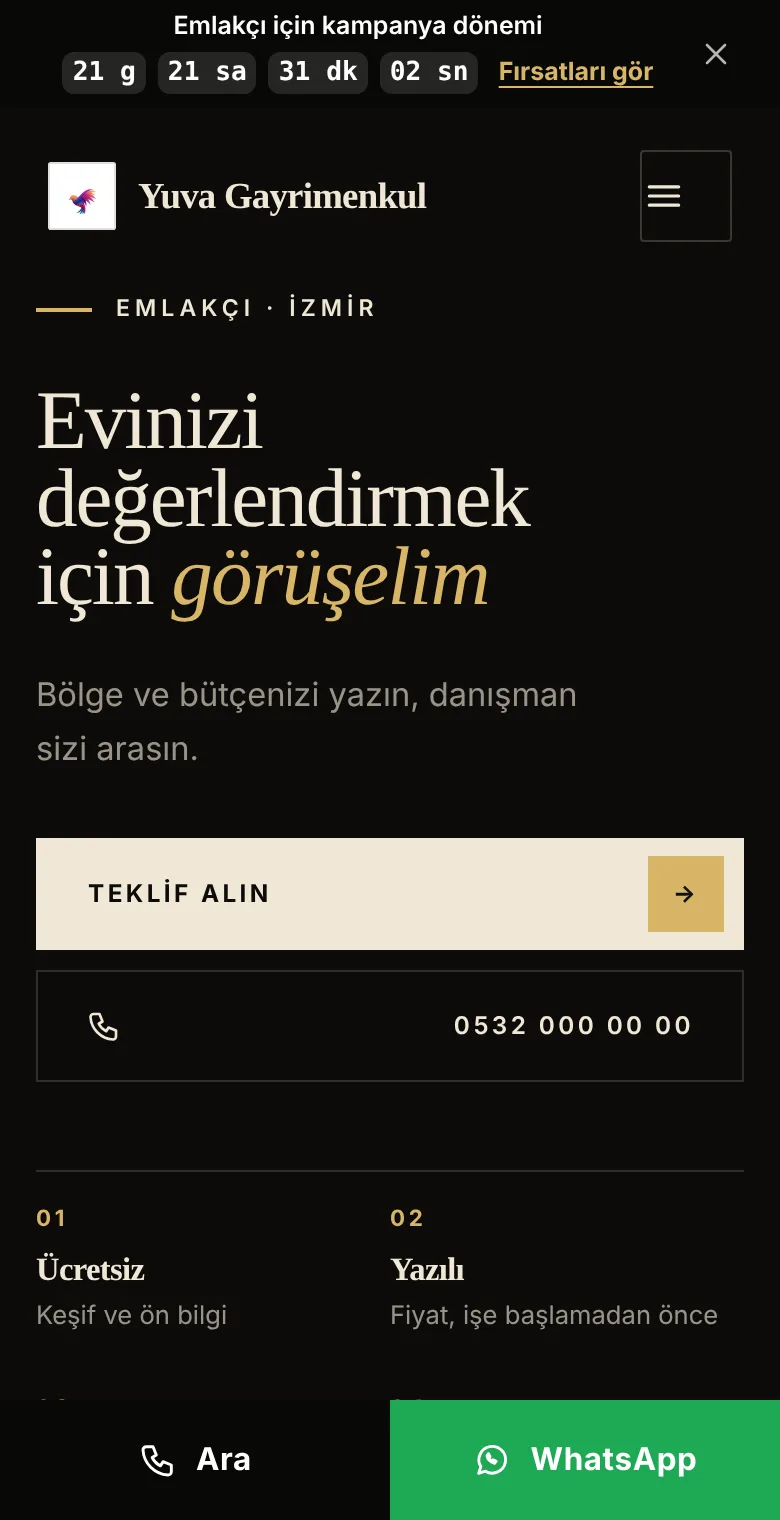 Emlakçı için kampanya dönemi
21 g 21 sa 31 dk 02 sn Fırsatları gör
Yuva Gayrimenkul
EMLAKÇI · İZMİR
Evinizi
değerlendirmek
için görüşelim
Bölge ve bütçenizi yazın, danışman
sizi arasın.
TEKLİF ALIN
0532 000 00 00
01
Ücretsiz
Keşif ve ön bilgi
02
Yazılı
Fiyat, işe başlamadan önce
Ara
WhatsApp